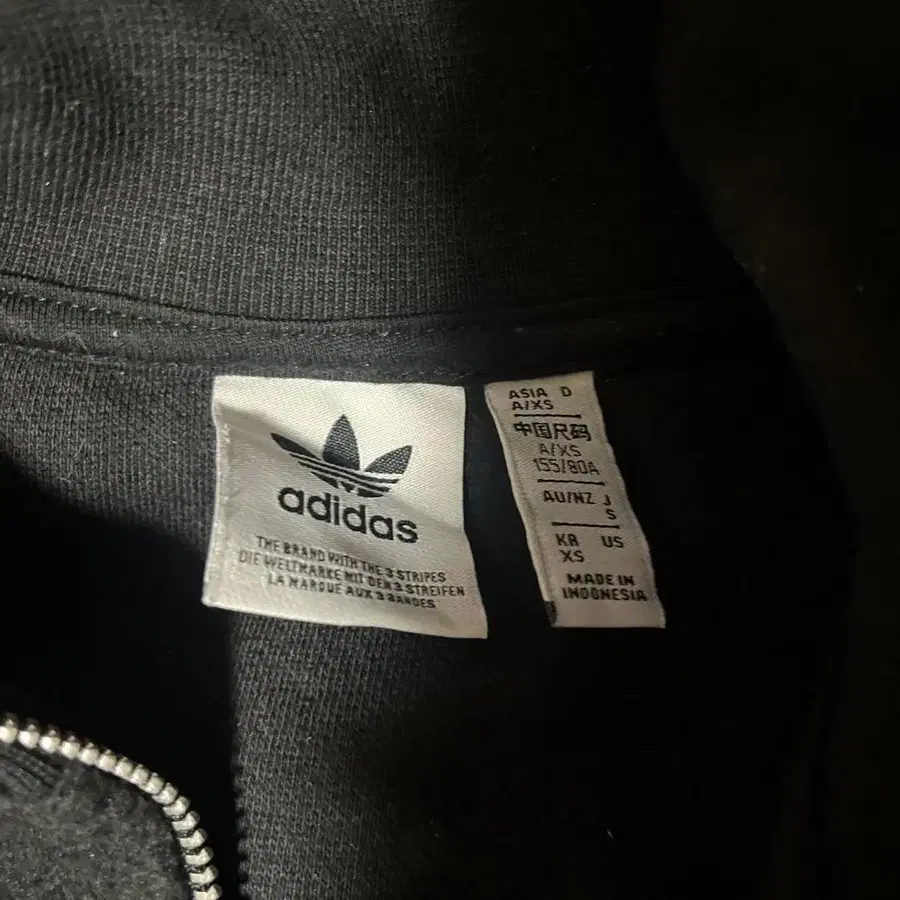 adidas
THE BRAND WITH THE 3 STRIPES
DIE WELTMARKE MIT DEN 3 STREIFEN
LA MARQUE AUX 3 BANDES
ASIA D
A/XS
中国尺码
A/XS
155/80A
AU/NZ J
S
KR US
XS
MADE IN
INDONESIA